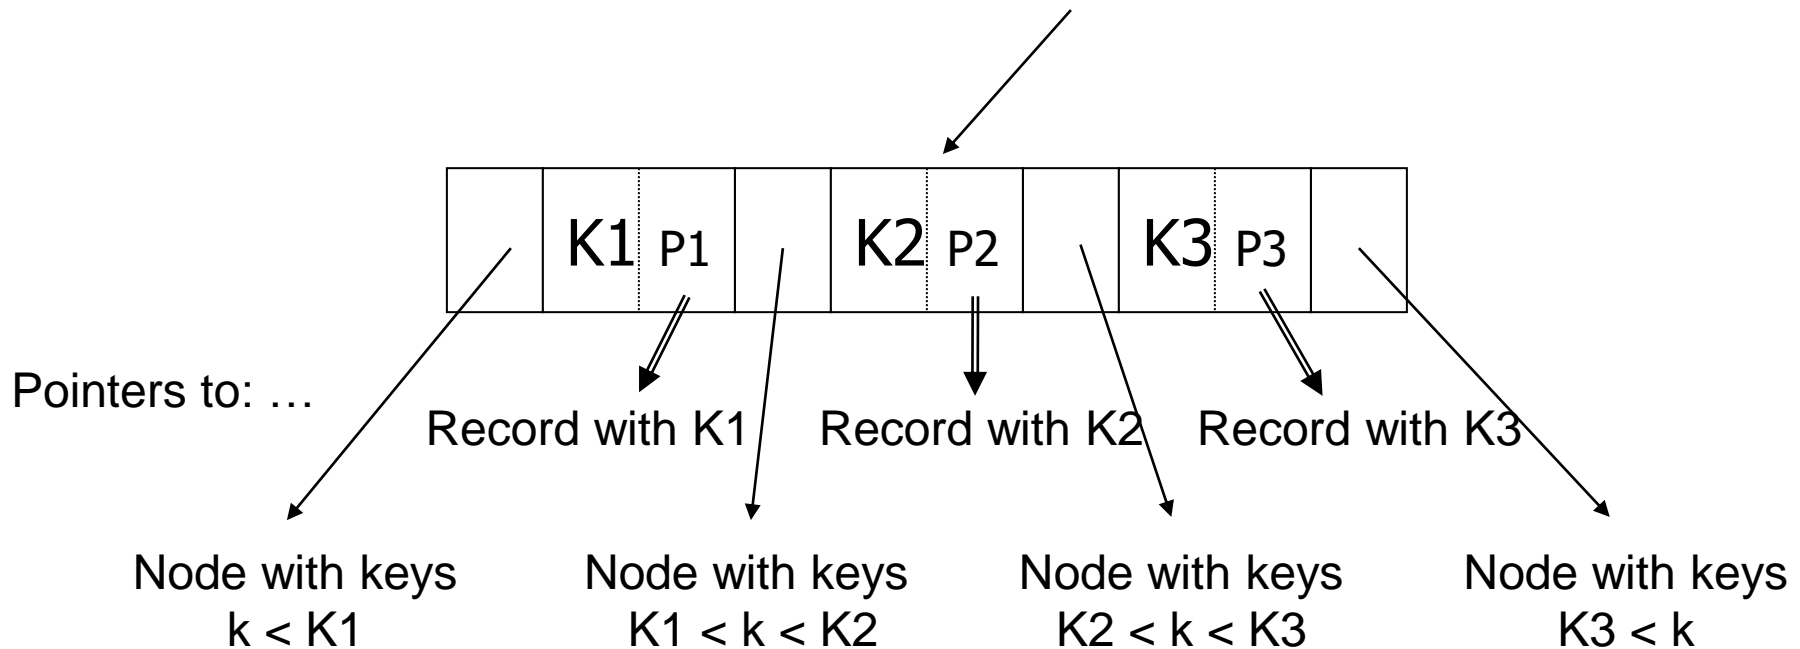 K1 P1 K2 P2 K3 P3
Pointers to: …
Record with K1 Record with K2 Record with K3
Node with keys Node with keys Node with keys Node with keys
k < K1 K1 < k < K2 K2 < k < K3 K3 < k